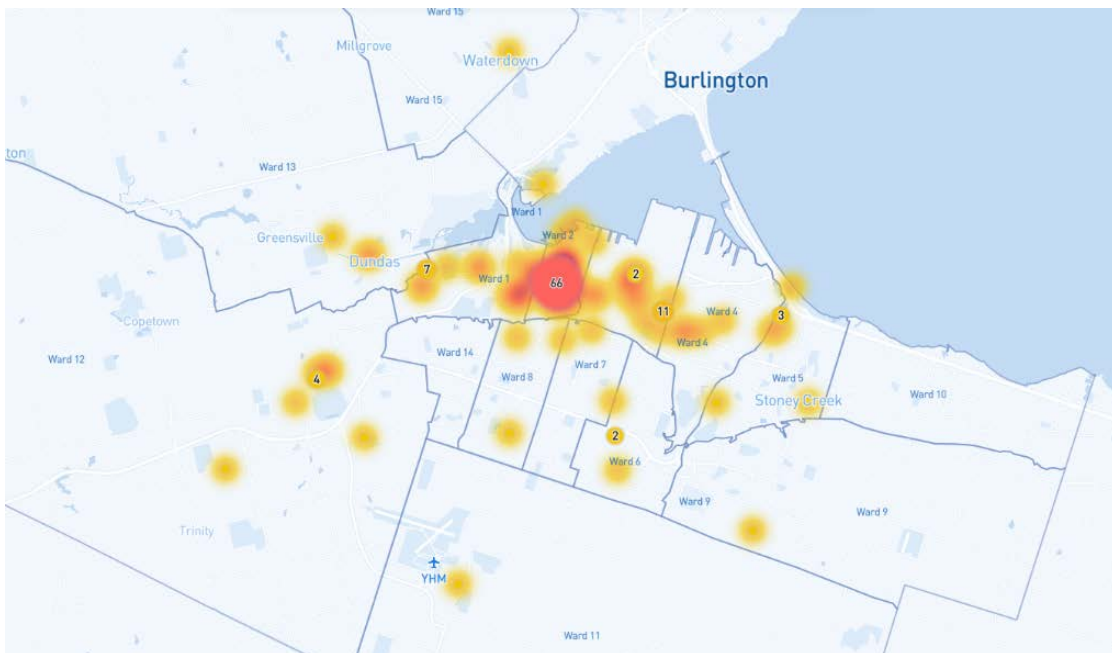 Ward 15
Millgrove
Waterdown
Burlington
Ward 15
ton
Ward 13
Ward 1
Greensville
Ward 2
Dundas
7
Ward 1
66
2
11
Ward 4
3
Copetown
Ward 4
Ward 12
Ward 14
Ward 7
Ward 8
4
Ward 5
Stoney Creek
Ward 10
2
Ward 6
Ward 9
Ward 9
Trinity
YHM
Ward 11